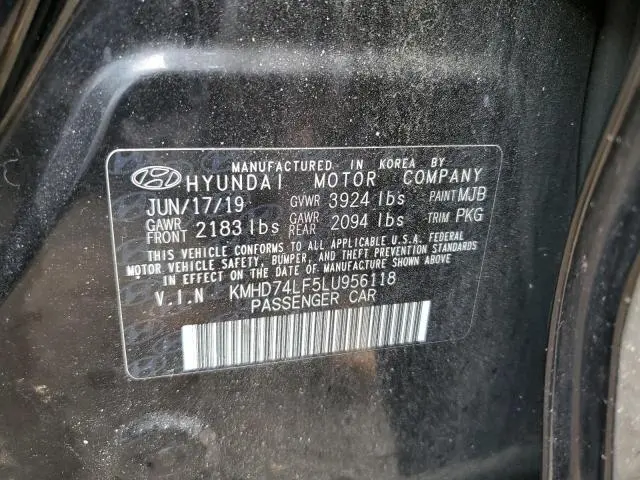 MANUFACTURED IN KOREA BY
HYUNDAI MOTOR COMPANY
JUN/17/19 GVWR 3924 lbs PAINT MJB
GAWR FRONT 2183 lbs GAWR REAR 2094 lbs TRIM PKG
THIS VEHICLE CONFORMS TO ALL APPLICABLE U.S.A. FEDERAL
MOTOR VEHICLE SAFETY, BUMPER, AND THEFT PREVENTION STANDARDS
IN EFFECT ON THE DATE OF MANUFACTURE SHOWN ABOVE.
V.I.N KMHD74LF5LU956118
PASSENGER CAR